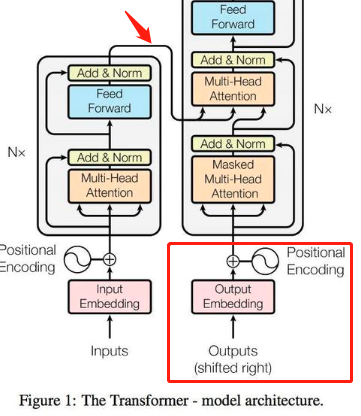 Feed
Forward
Add & Norm
Multi-Head
Attention
Add & Norm
Masked
Multi-Head
Attention
Nx
Add & Norm
Feed
Forward
Add & Norm
Multi-Head
Attention
N×
Positional
Encoding
Input
Embedding
Inputs
Output
Embedding
Positional
Encoding
Outputs
(shifted right)
Figure 1: The Transformer - model architecture.